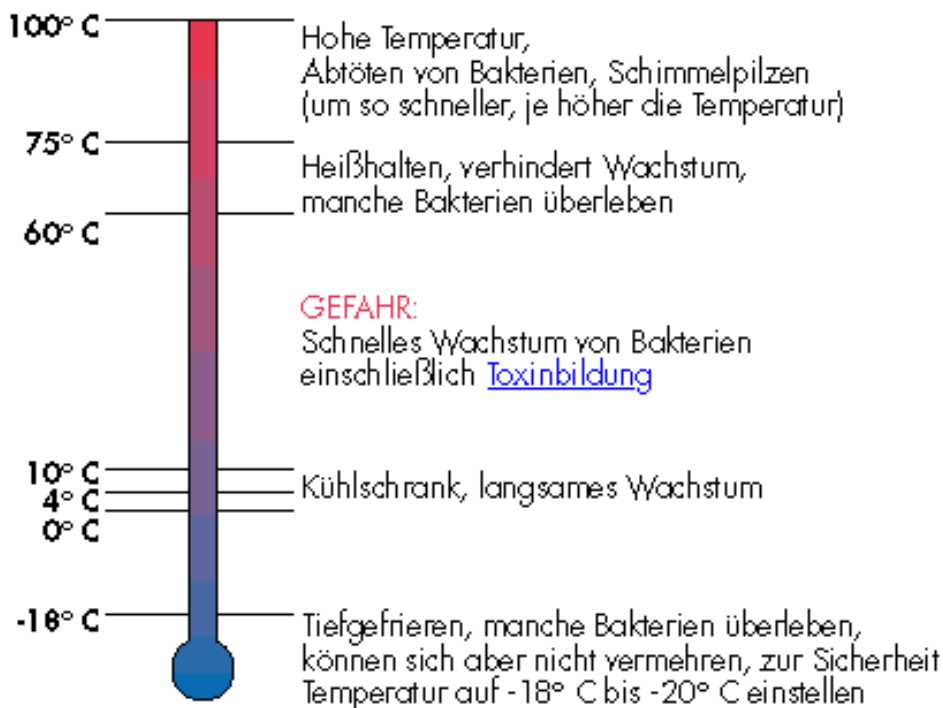 100° C
Hohe Temperatur,
Abtöten von Bakterien, Schimmelpilzen
(um so schneller, je höher die Temperatur)
75° C
Heißhalten, verhindert Wachstum,
manche Bakterien überleben
60° C
GEFAHR:
Schnelles Wachstum von Bakterien
einschließlich Toxinbildung
10° C
4° C
Kühlschrank, langsames Wachstum
0° C
-18° C
Tiefgefrieren, manche Bakterien überleben,
können sich aber nicht vermehren, zur Sicherheit
Temperatur auf -18° C bis -20° C einstellen